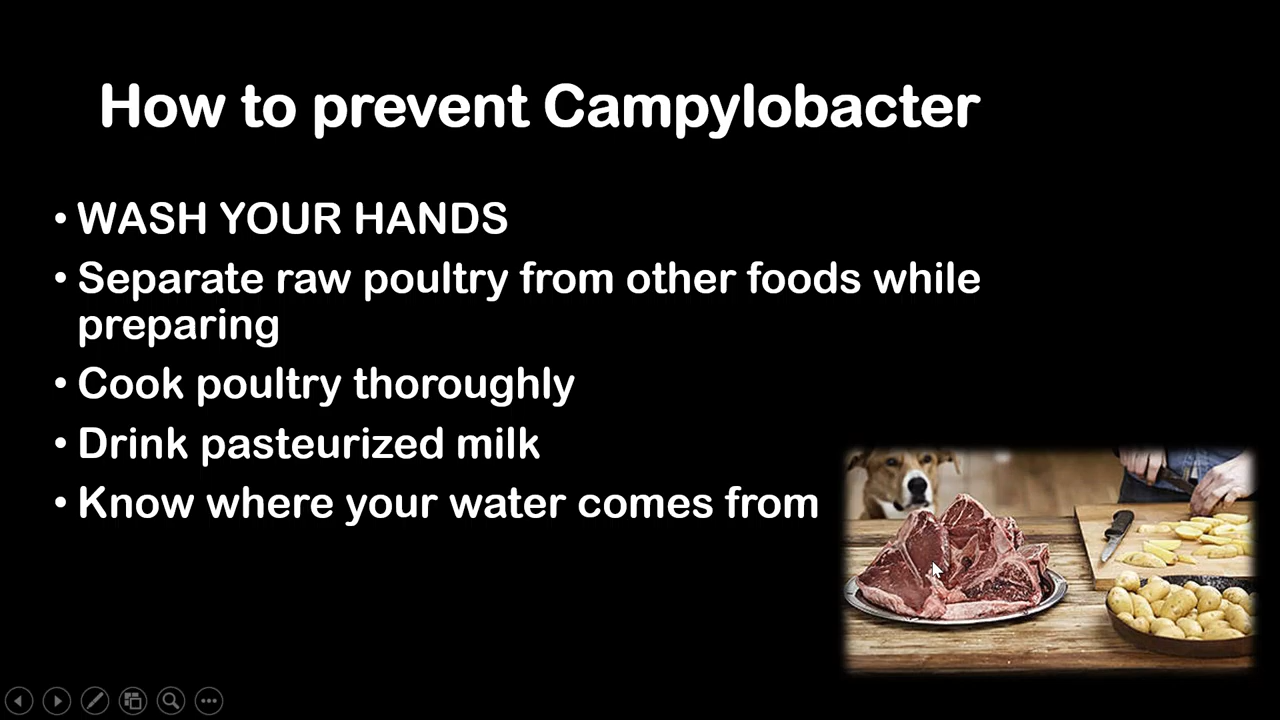 How to prevent Campylobacter
• WASH YOUR HANDS
• Separate raw poultry from other foods while
preparing
• Cook poultry thoroughly
• Drink pasteurized milk
• Know where your water comes from